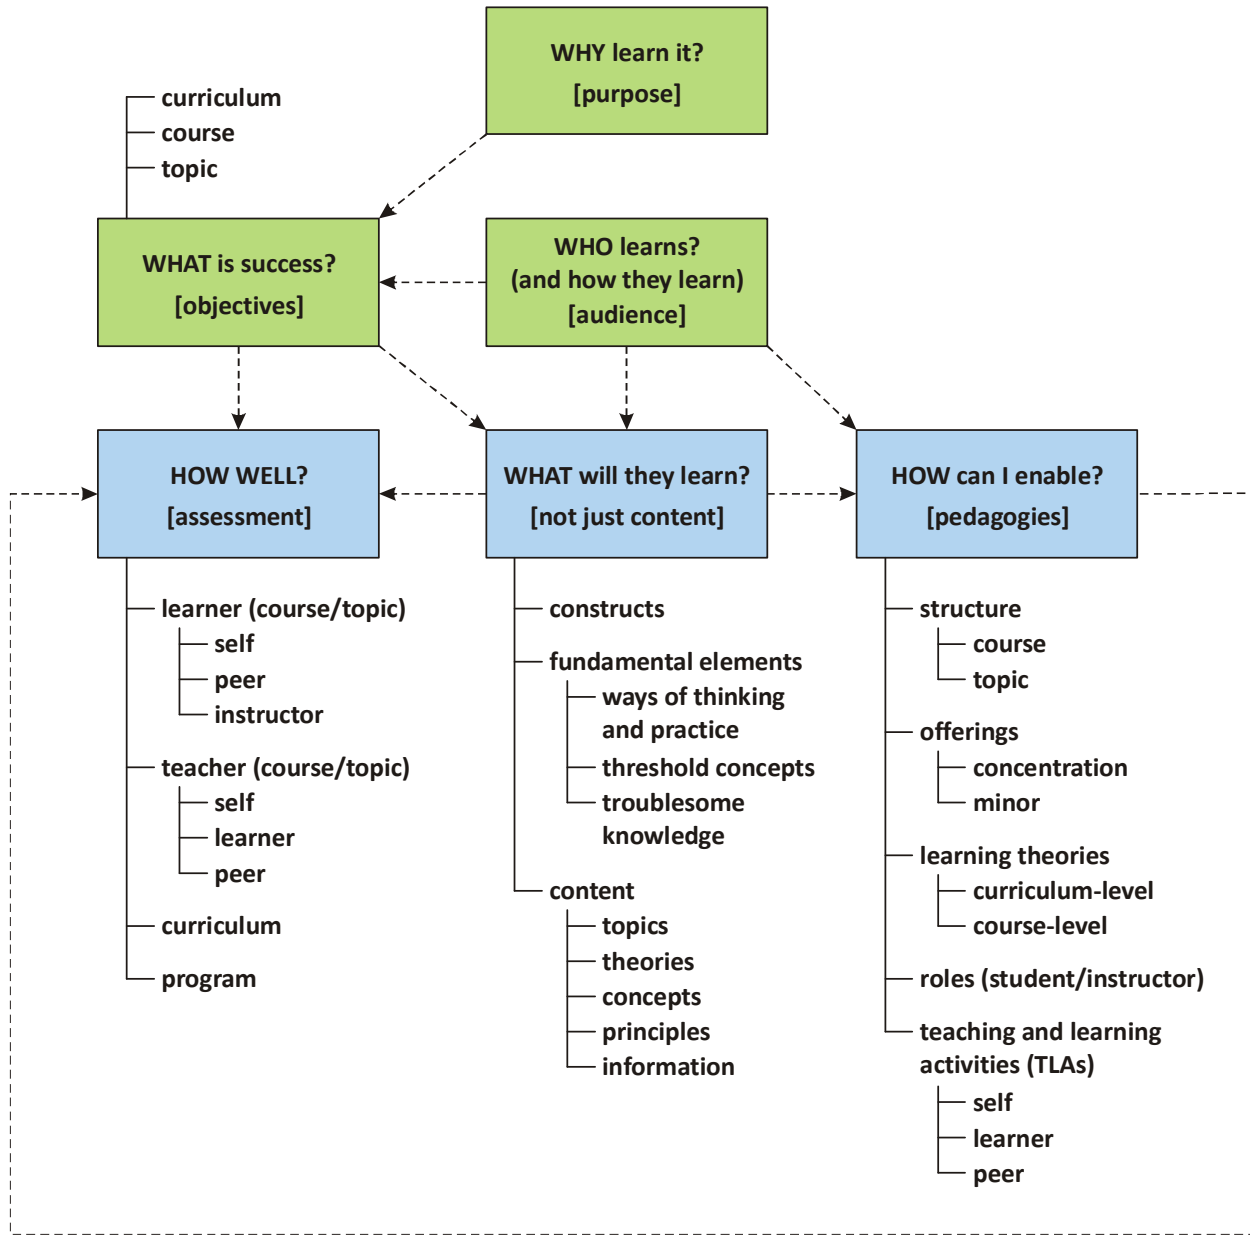 WHY learn it?
[purpose]
curriculum
course
topic
WHAT is success?
[objectives]
WHO learns?
(and how they learn)
[audience]
HOW WELL?
[assessment]
WHAT will they learn?
[not just content]
HOW can I enable?
[pedagogies]
learner (course/topic)
self
peer
instructor
teacher (course/topic)
self
learner
peer
curriculum
program
constructs
fundamental elements
ways of thinking
and practice
threshold concepts
troublesome
knowledge
content
topics
theories
concepts
principles
information
structure
course
topic
offerings
concentration
minor
learning theories
curriculum-level
course-level
roles (student/instructor)
teaching and learning
activities (TLAs)
self
learner
peer